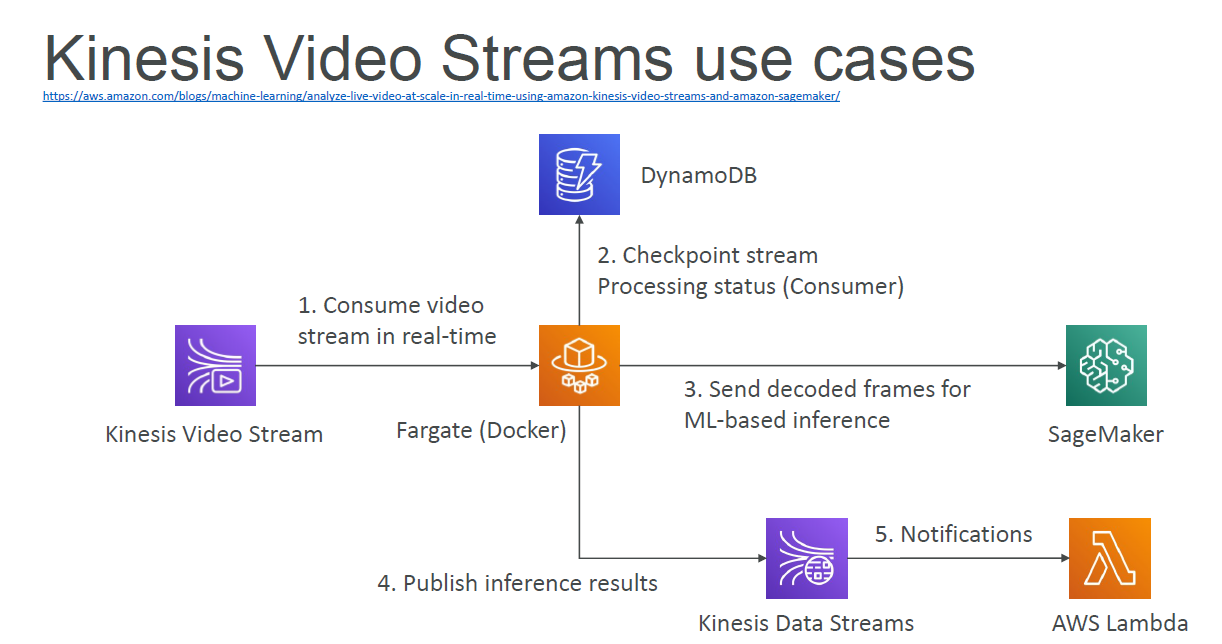 Kinesis Video Streams use cases
https://aws.amazon.com/blogs/machine-learning/analyze-live-video-at-scale-in-real-time-using-amazon-kinesis-video-streams-and-amazon-sagemaker/
DynamoDB
2. Checkpoint stream
Processing status (Consumer)
1. Consume video
stream in real-time
Kinesis Video Stream
Fargate (Docker)
3. Send decoded frames for
ML-based inference
SageMaker
4. Publish inference results
5. Notifications
Kinesis Data Streams
AWS Lambda